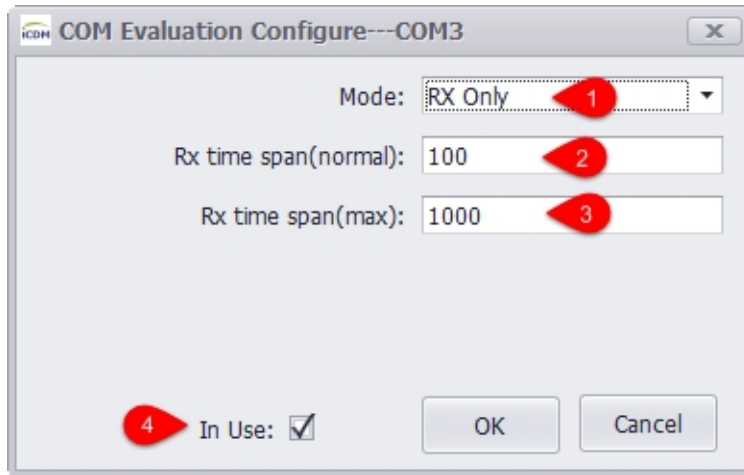 iCDM COM Evaluation Configure---COM3
Mode: RX Only 1
Rx time span(normal): 100 2
Rx time span(max): 1000 3
4 In Use: OK Cancel